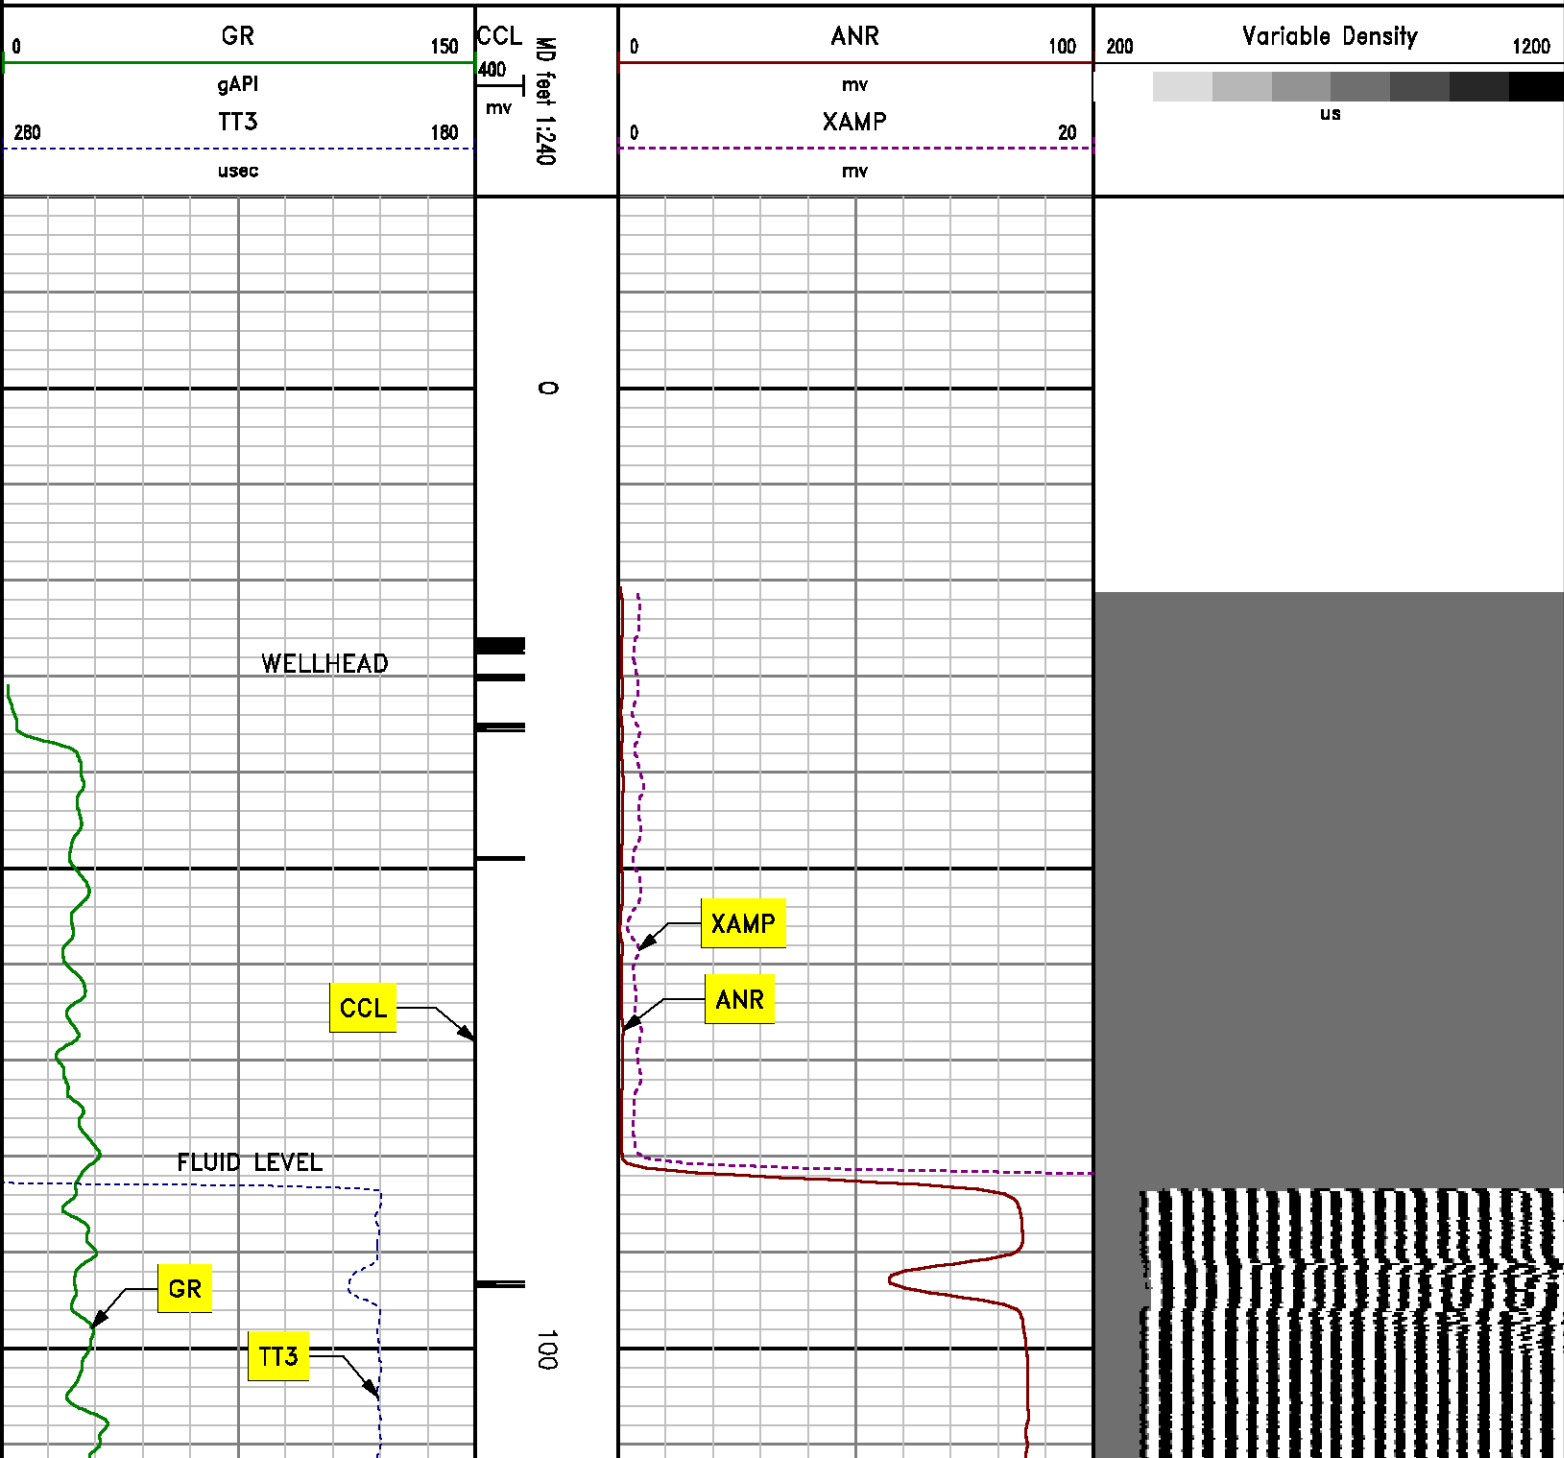 GR
0 150
gAPI
TT3
280 180
usec
CCL
400
mv
MD feet 1:240
ANR
0 100
mv
XAMP
0 20
mv
Variable Density
200 1200
us
0
WELLHEAD
XAMP
ANR
CCL
FLUID LEVEL
GR
TT3
100